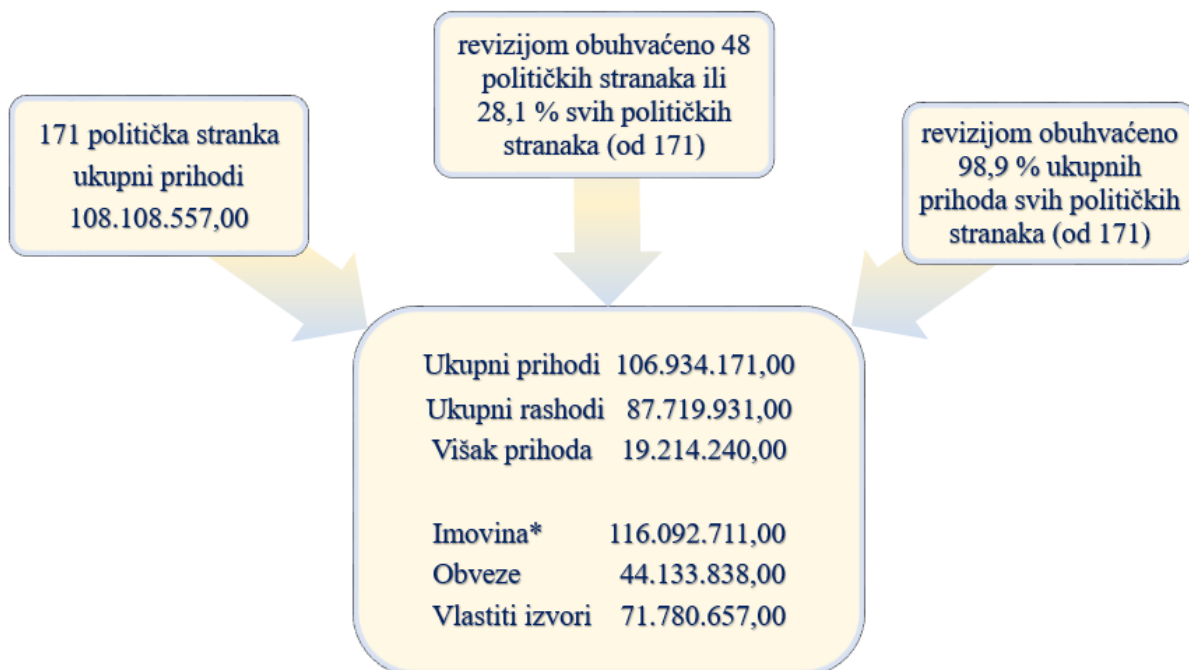 171 politička stranka
ukupni prihodi
108.108.557,00
revizijom obuhvaćeno 48
političkih stranaka ili
28,1 % svih političkih
stranaka (od 171)
revizijom obuhvaćeno
98,9 % ukupnih
prihoda svih političkih
stranaka (od 171)
Ukupni prihodi 106.934.171,00
Ukupni rashodi 87.719.931,00
Višak prihoda 19.214.240,00
Imovina* 116.092.711,00
Obveze 44.133.838,00
Vlastiti izvori 71.780.657,00